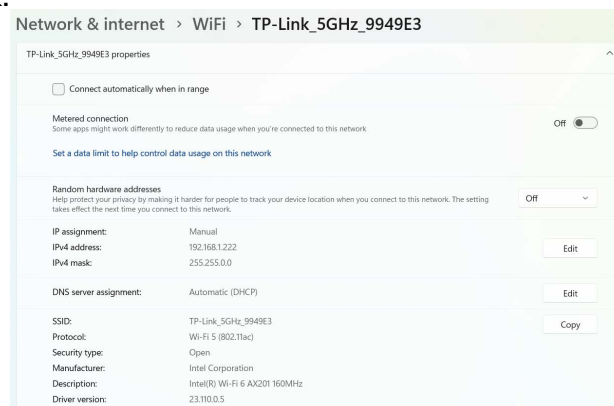 Network & internet > WiFi > TP-Link_5GHz_9949E3
TP-Link_5GHz_9949E3 properties
Connect automatically when in range
Metered connection
Some apps might work differently to reduce data usage when you're connected to this network
Off
Set a data limit to help control data usage on this network
Random hardware addresses
Help protect your privacy by making it harder for people to track your device location when you connect to this network. The setting
takes effect the next time you connect to this network.
Off
IP assignment: Manual
IPv4 address: 192.168.1.222
Edit
IPv4 mask: 255.255.0.0
DNS server assignment: Automatic (DHCP)
Edit
SSID: TP-Link_5GHz_9949E3
Copy
Protocol: Wi-Fi 5 (802.11ac)
Security type: Open
Manufacturer: Intel Corporation
Description: Intel(R) Wi-Fi 6 AX201 160MHz
Driver version: 23.110.0.5